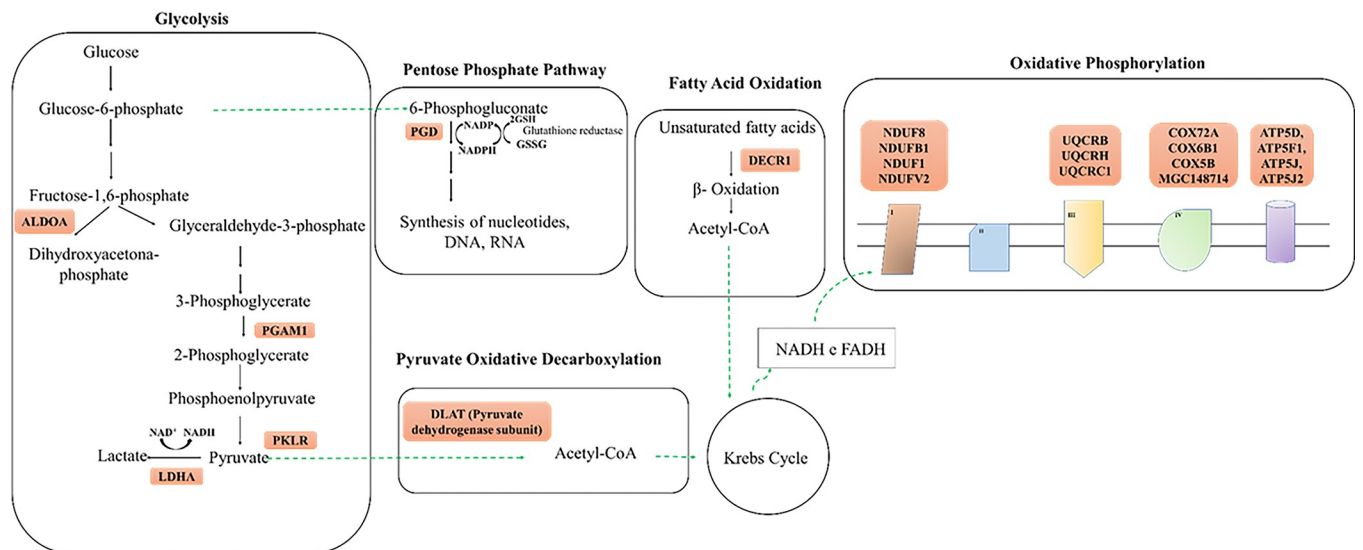 Glycolysis
Glucose
Glucose-6-phosphate
Fructose-1,6-phosphate
ALDOA
Glyceraldehyde-3-phosphate
Dihydroxyacetona-
phosphate
3-Phosphoglycerate
PGAM1
2-Phosphoglycerate
Phosphoenolpyruvate
NAD⁺ NADH
PKLR
Lactate
Pyruvate
LDHA
Pentose Phosphate Pathway
6-Phosphogluconate
PGD
NADP
2GSH
Glutathione reductase
NADPH
GSSG
Synthesis of nucleotides,
DNA, RNA
Fatty Acid Oxidation
Unsaturated fatty acids
DECR1
β- Oxidation
Acetyl-CoA
Oxidative Phosphorylation
NDUF8
NDUFB1
NDUF1
NDUFV2
UQCRB
UQCRH
UQCRC1
COX72A
COX6B1
COX5B
MGC148714
ATP5D,
ATP5F1,
ATP5J,
ATP5J2
I
II
III
IV
NADH e FADH
Pyruvate Oxidative Decarboxylation
DLAT (Pyruvate
dehydrogenase subunit)
Acetyl-CoA
Krebs Cycle